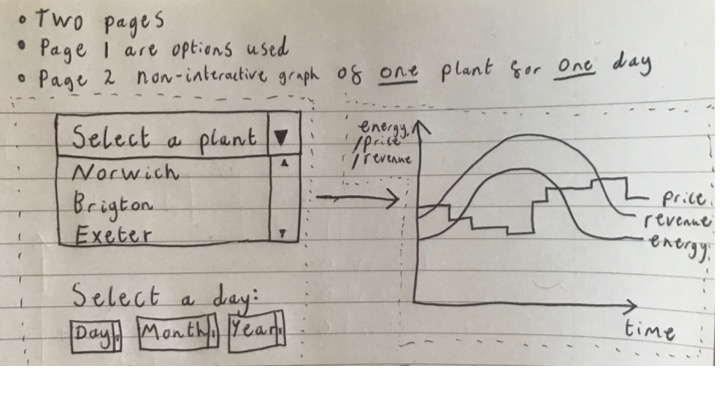 • Two pages
• Page 1 are options used
• Page 2 non-interactive graph of one plant for one day
Select a plant
Norwich
Brigton
Exeter
Select a day:
Day
Month
Year
energy
/price
/revenue
price
revenue
energy
time